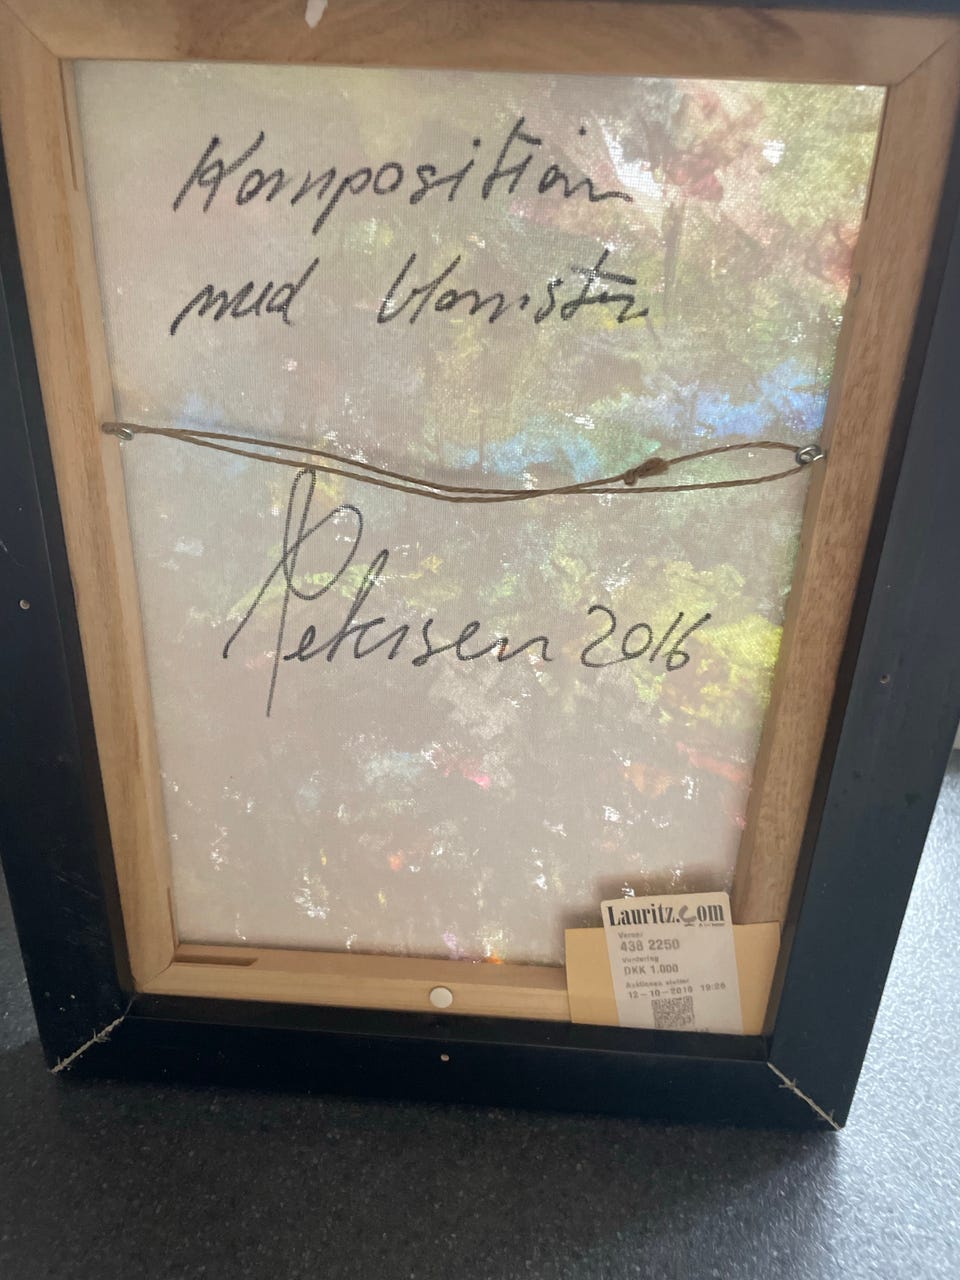 Komposition
med blomster
Petersen 2016
Lauritz.com
Varenr
438 2250
Vurdering
DKK 1.000
Auktionen slutter
12-10-2016 19:26